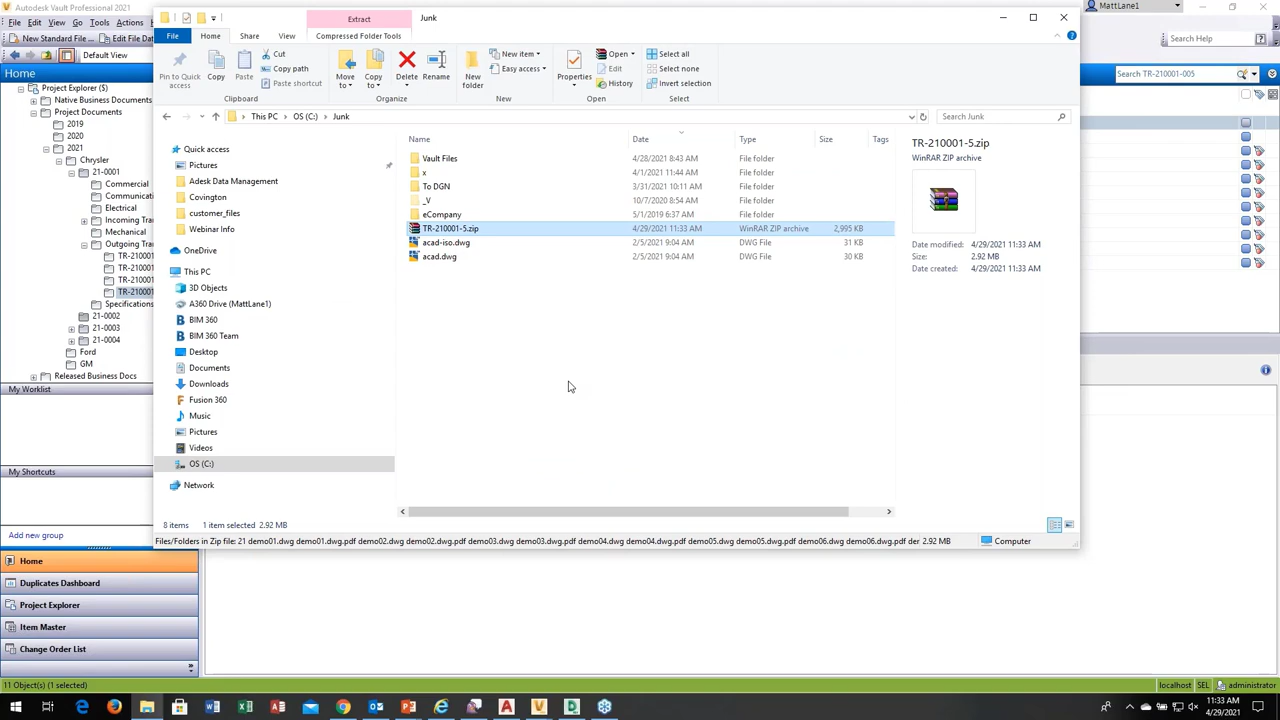 Autodesk Vault Professional 2021
Extract
Junk
MattLane1
File Edit View Go Tools Actions
File Home Share View Compressed Folder Tools
New Standard File... Edit File Dat
Search Help
Default View
Pin to Quick access
Copy
Paste
Cut
Copy path
Paste shortcut
Move to
Copy to
Delete
Rename
New folder
New item
Easy access
Properties
Open
Edit
History
Select all
Select none
Invert selection
Clipboard Organize New Open Select
Home
Search TR-210001-005
Project Explorer ($)
Native Business Documents
Project Documents
2019
2020
2021
Chrysler
21-0001
Commercial
Communicati
Electrical
Incoming Tra
Mechanical
Outgoing Tra
TR-210001
TR-210001
TR-210001
TR-210001
Specifications
21-0002
21-0003
21-0004
Ford
GM
Released Business Docs
My Worklist
My Shortcuts
Add new group
Home
Duplicates Dashboard
Project Explorer
Item Master
Change Order List
This PC > OS (C:) > Junk
Search Junk
Quick access
Pictures
Adesk Data Management
Covington
customer_files
Webinar Info
OneDrive
This PC
3D Objects
A360 Drive (MattLane1)
BIM 360
BIM 360 Team
Desktop
Documents
Downloads
Fusion 360
Music
Pictures
Videos
OS (C:)
Network
Name Date Type Size Tags
Vault Files 4/28/2021 8:43 AM File folder
x 4/1/2021 11:44 AM File folder
To DGN 3/31/2021 10:11 AM File folder
_V 10/7/2020 8:54 AM File folder
eCompany 5/1/2019 6:37 AM File folder
TR-210001-5.zip 4/29/2021 11:33 AM WinRAR ZIP archive 2,995 KB
acad-iso.dwg 2/5/2021 9:04 AM DWG File 31 KB
acad.dwg 2/5/2021 9:04 AM DWG File 30 KB
TR-210001-5.zip
WinRAR ZIP archive
Date modified: 4/29/2021 11:33 AM
Size: 2.92 MB
Date created: 4/29/2021 11:33 AM
8 items 1 item selected 2.92 MB
Files/Folders in Zip file: 21 demo01.dwg demo01.dwg.pdf demo02.dwg demo02.dwg.pdf demo03.dwg demo03.dwg.pdf demo04.dwg demo04.dwg.pdf demo05.dwg demo05.dwg.pdf demo06.dwg demo06.dwg.pdf der 2.92 MB Computer
11 Object(s) (1 selected)
localhost SEL administrator
11:33 AM
4/29/2021